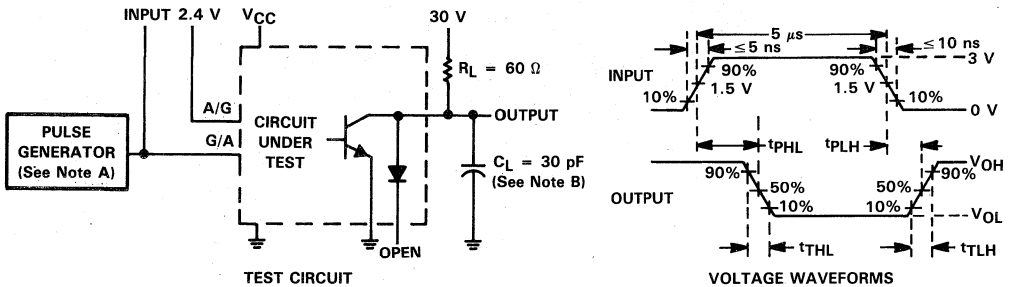 INPUT 2.4 V VCC
30 V
RL = 60 Ω
A/G
G/A
CIRCUIT
UNDER
TEST
PULSE
GENERATOR
(See Note A)
OUTPUT
CL = 30 pF
(See Note B)
OPEN
TEST CIRCUIT
5 μs
≤5 ns
≤10 ns
3 V
INPUT
90%
90%
1.5 V
1.5 V
10%
10%
0 V
tPHL
tPLH
VOH
90%
90%
OUTPUT
50%
50%
10%
10%
VOL
tTHL
tTLH
VOLTAGE WAVEFORMS